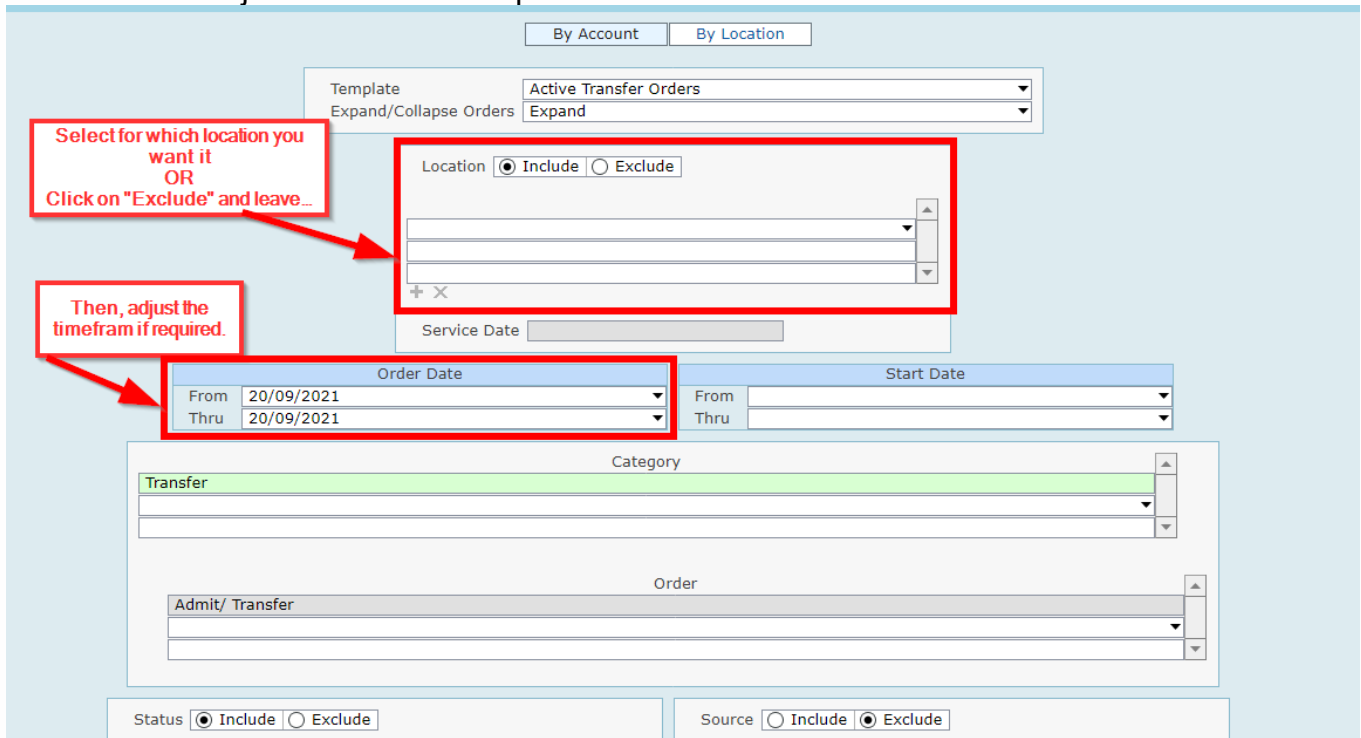 By Account By Location
Template Active Transfer Orders
Expand/Collapse Orders Expand
Select for which location you
want it
OR
Click on "Exclude" and leave...
Location Include Exclude
Then, adjust the
timefram if required.
Service Date
Order Date Start Date
From 20/09/2021 From
Thru 20/09/2021 Thru
Category
Transfer
Order
Admit/ Transfer
Status Include Exclude Source Include Exclude